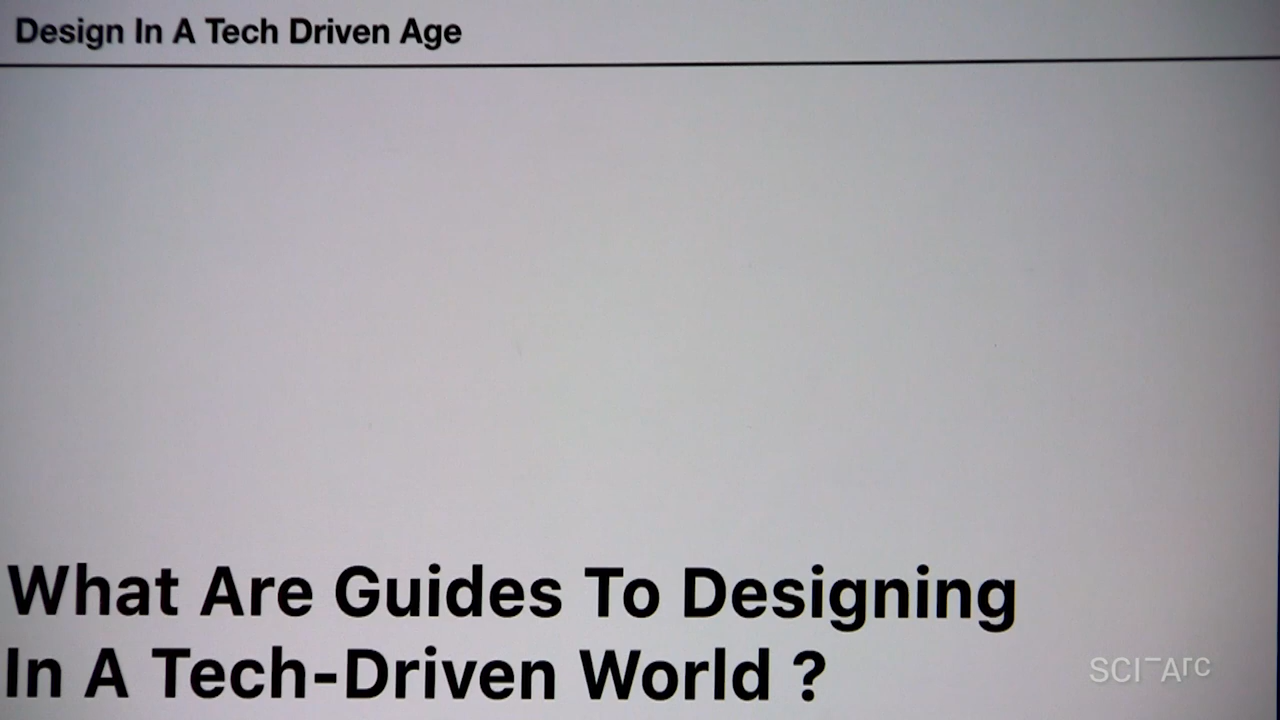 Design In A Tech Driven Age
What Are Guides To Designing
In A Tech-Driven World ?
SCI-Arc